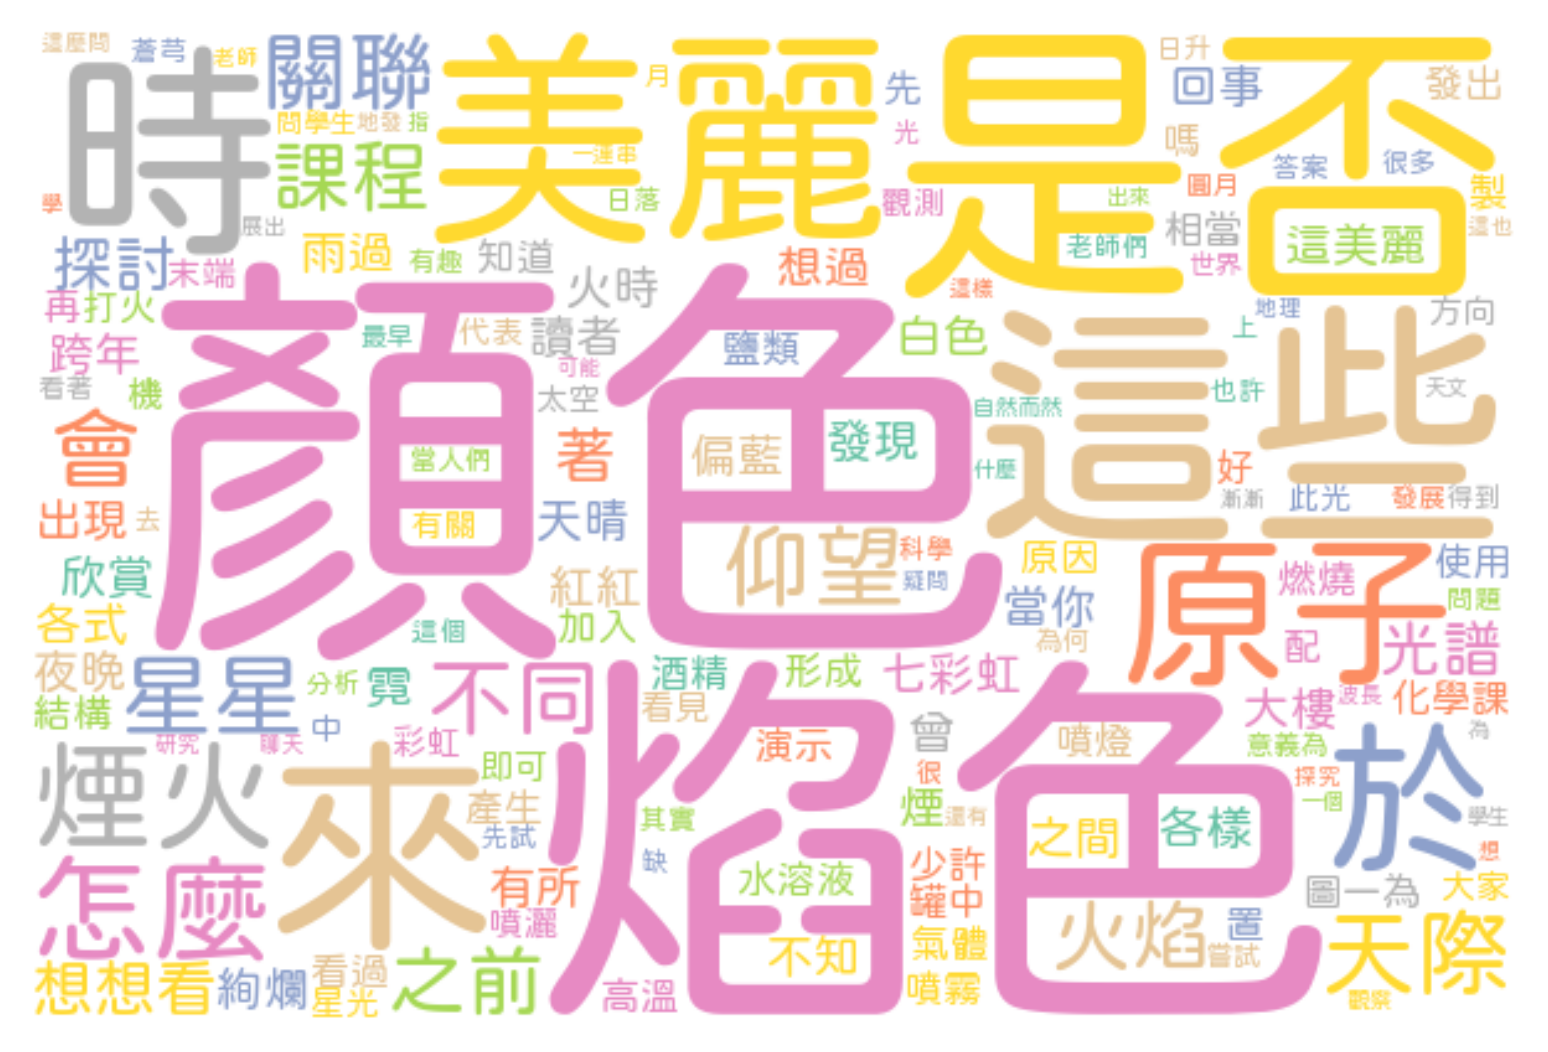 這麼問
蒼芎
老師
關聯
時
美麗
月
先
是否
日升
回事
發出
問學生
地發
指
課程
一連串
光
嗎
答案
很多
學
展出
日落
觀測
出來
圓月
製
相當
這也
探討
末端
雨過
有趣
知道
想過
老師們
世界
這美麗
再
打火
火時
這樣
地理
方向
跨年
最早
代表
讀者
鹽類
白色
這些
上
顏色
看著
機
可能
太空
自然而然
也許
天文
會
當人們
著
偏藍
發現
什麼
好
漸漸
此光
發展
得到
出現
去
有關
天晴
仰望
科學
原因
原子
使用
欣賞
紅紅
疑問
當你
燃燒
問題
各式
這個
加入
為何
配
光譜
夜晚
星星
分析
霓
不同
酒精
形成
七彩虹
大樓
波長
化學課
結構
中
看見
研究
聊天
彩虹
曾
噴燈
意義為
為
煙火
來
即可
焰色
演示
很
探究
於
產生
先試
其實
煙
還有
之間
各樣
一個
學生
缺
想
怎麼
有所
水溶液
少許
圖一為
大家
噴灑
罐中
火焰
置
天際
不知
氣體
嘗試
想想看
絢爛
看過
星光
之前
高溫
噴霧
觀察